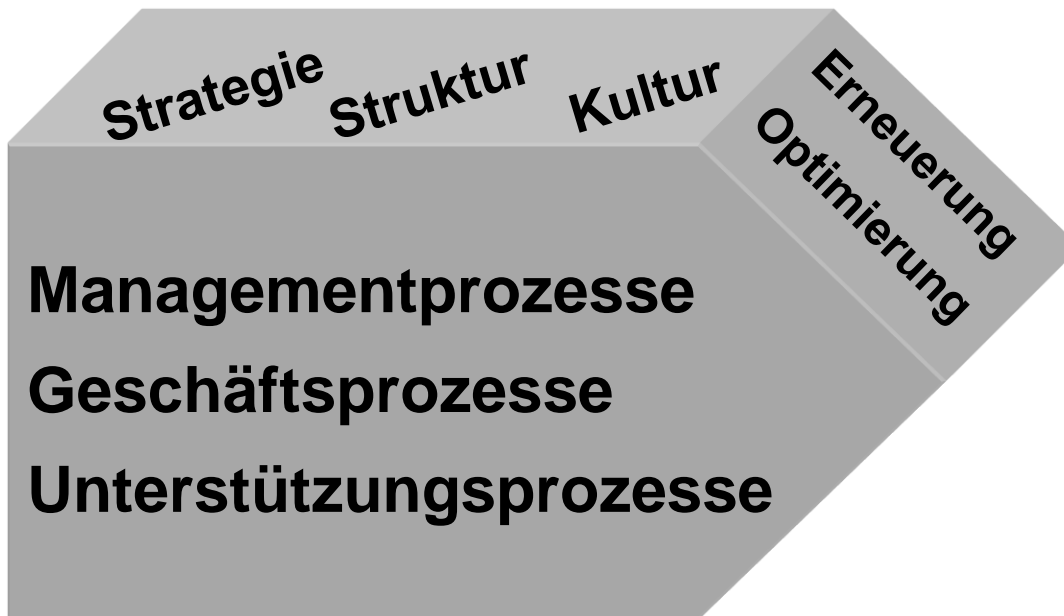 Strategie
Struktur
Kultur
Erneuerung
Optimierung
Managementprozesse
Geschäftsprozesse
Unterstützungsprozesse